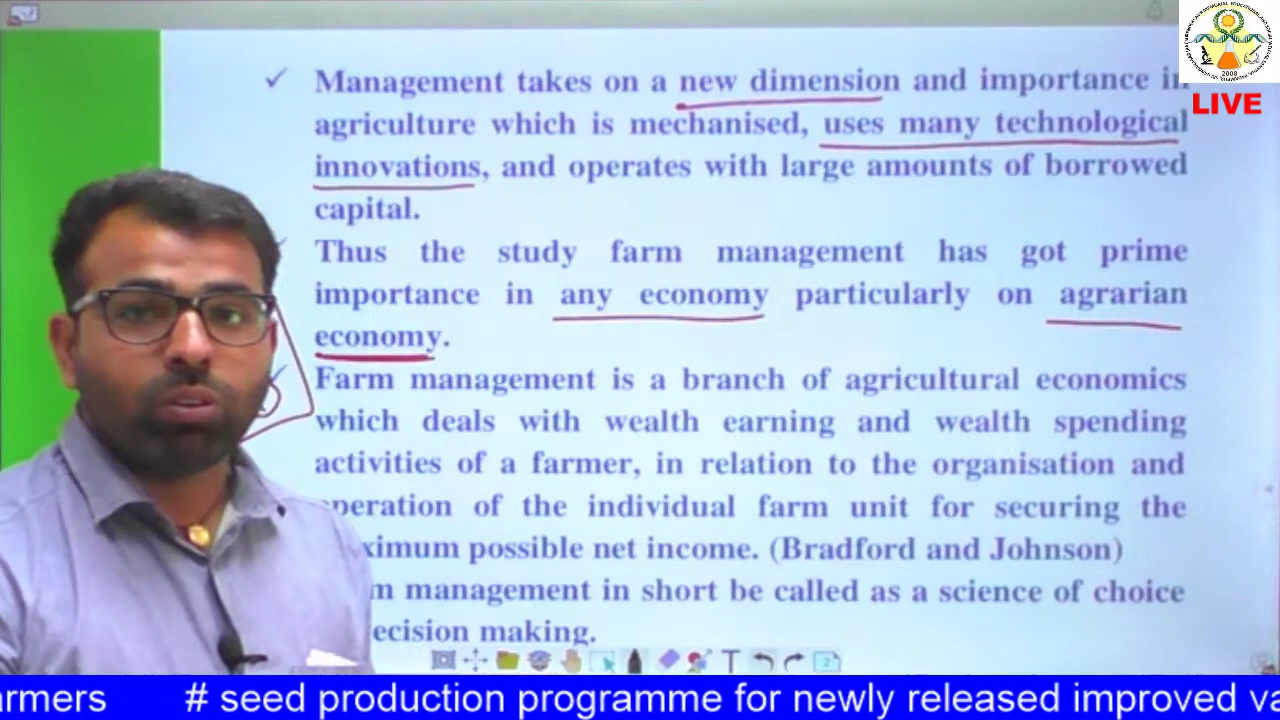 Management takes on a new dimension and importance in
agriculture which is mechanised, uses many technological
innovations, and operates with large amounts of borrowed
capital.
Thus the study farm management has got prime
importance in any economy particularly on agrarian
economy.
Farm management is a branch of agricultural economics
which deals with wealth earning and wealth spending
activities of a farmer, in relation to the organisation and
peration of the individual farm unit for securing the
ximum possible net income. (Bradford and Johnson)
m management in short be called as a science of choice
ecision making.
LIVE
2008
armers # seed production programme for newly released improved va